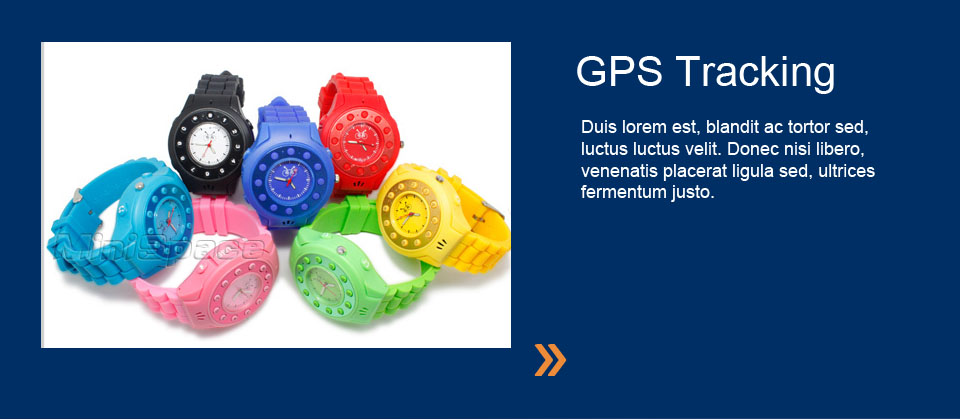 GPS Tracking
Duis lorem est, blandit ac tortor sed,
luctus luctus velit. Donec nisi libero,
venenatis placerat ligula sed, ultrices
fermentum justo.
MiniSpace